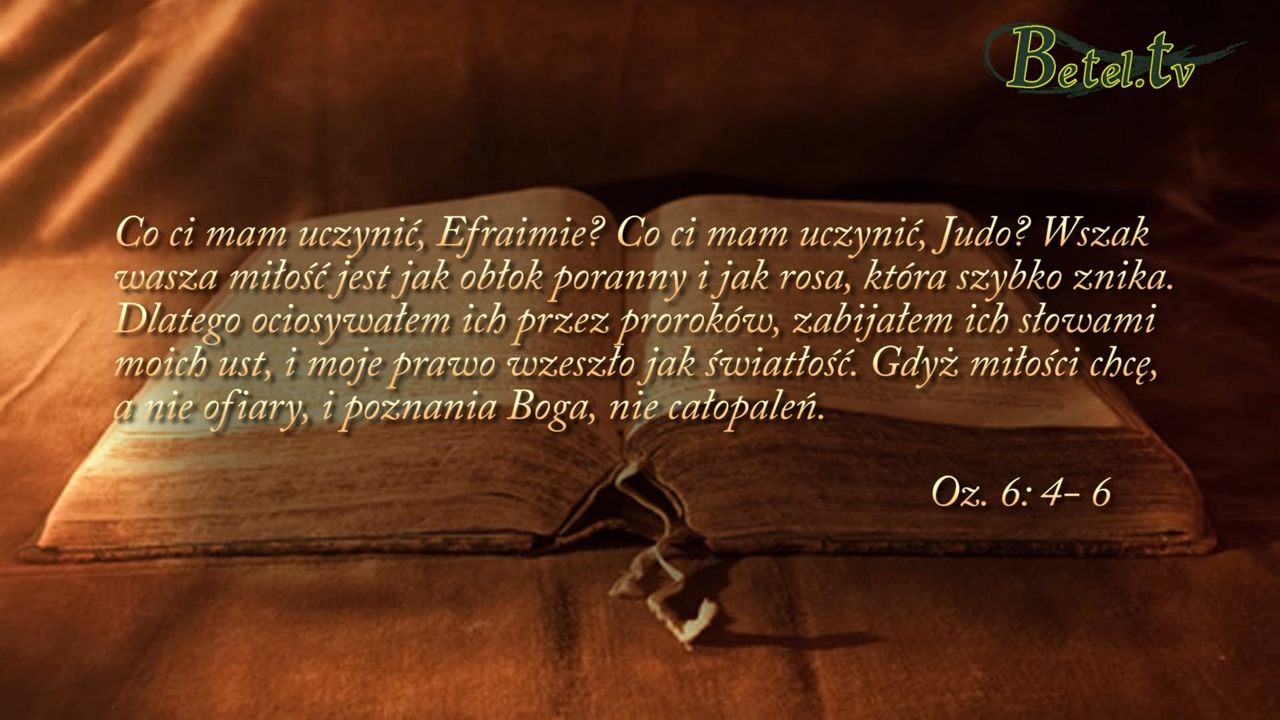 Betel.tv
Co ci mam uczynić, Efraimie? Co ci mam uczynić, Judo? Wszak
wasza miłość jest jak obłok poranny i jak rosa, która szybko znika.
Dlatego ociosywałem ich przez proroków, zabijałem ich słowami
moich ust, i moje prawo wzeszło jak światłość. Gdyż miłości chcę,
a nie ofiary, i poznania Boga, nie całopaleń.
Oz. 6: 4- 6